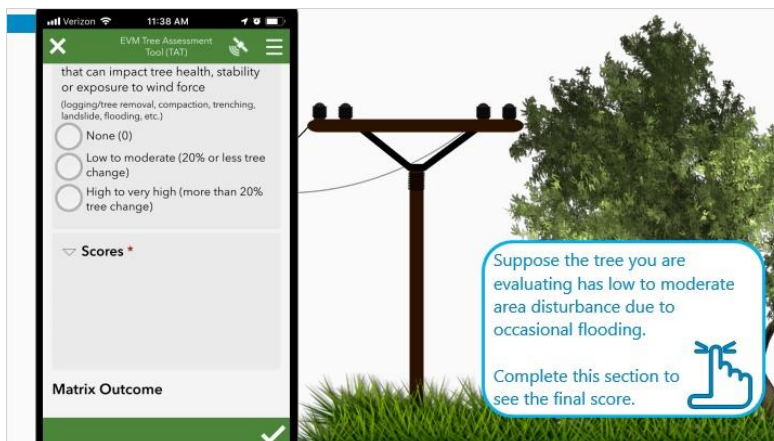 Verizon 11:38 AM
EVM Tree Assessment
Tool (TAT)
that can impact tree health, stability
or exposure to wind force
(logging/tree removal, compaction, trenching,
landslide, flooding, etc.)
None (0)
Low to moderate (20% or less tree
change)
High to very high (more than 20%
tree change)
Scores *
Matrix Outcome
Suppose the tree you are
evaluating has low to moderate
area disturbance due to
occasional flooding.
Complete this section to
see the final score.